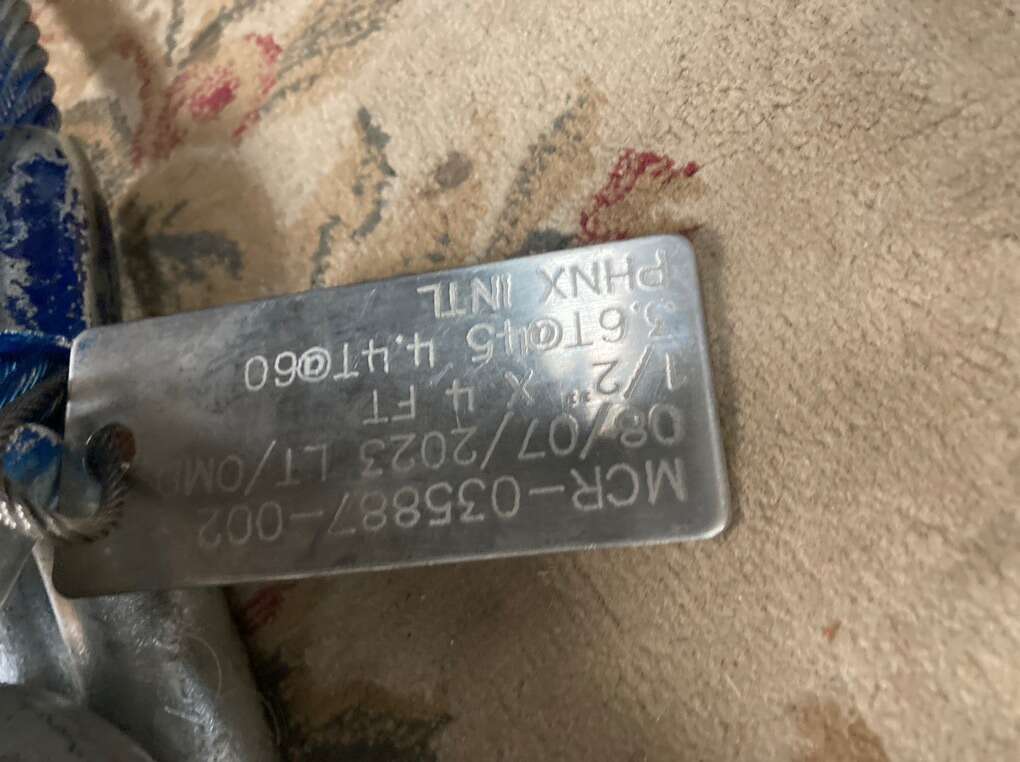 MCR-035887-002
08/07/2023 LT/OMD
1/2" X 4 FT
3.6T@45 4.4T@60
PHNX INTL